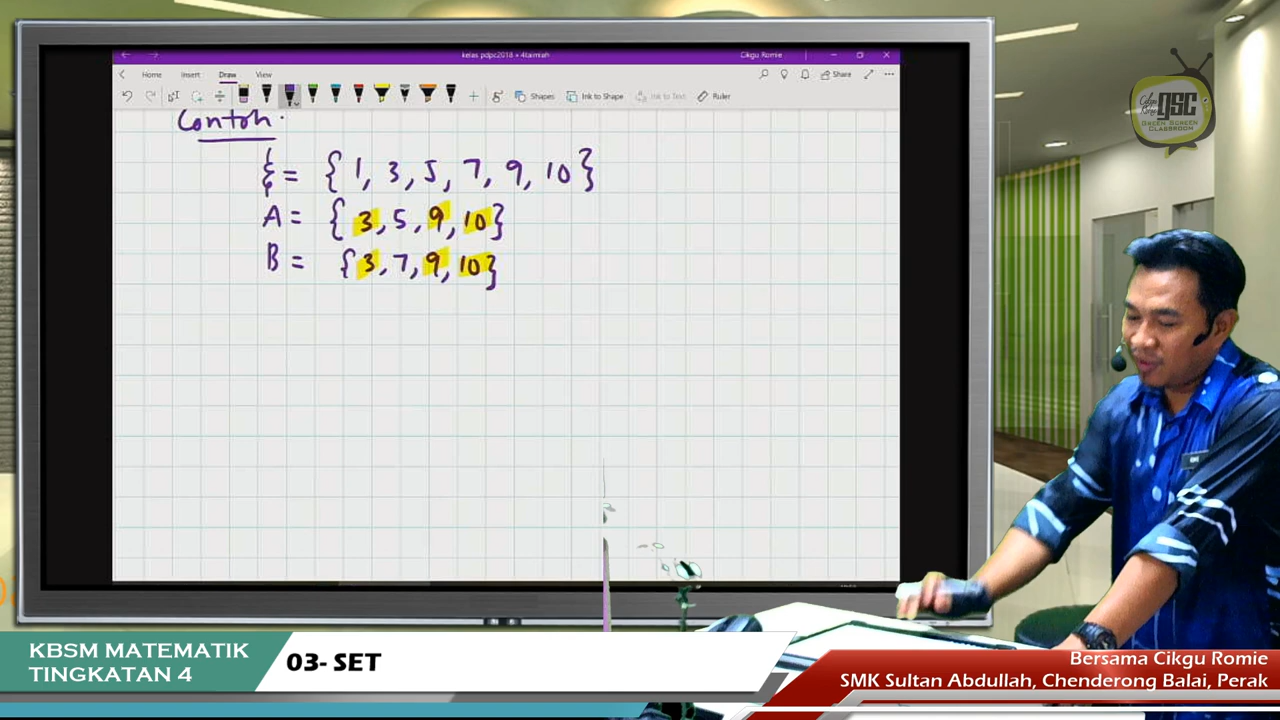 kelas pdpc2018 • 4laimiah
Cikgu Romie
Home Insert Draw View
Share
Shapes Ink to Shape Ink to Text Ruler
Contoh.
ξ = {1, 3, 5, 7, 9, 10}
A = {3, 5, 9, 10}
B = {3, 7, 9, 10}
GSC
GREEN SCREEN
CLASSROOM
KBSM MATEMATIK
TINGKATAN 4
03- SET
Bersama Cikgu Romie
SMK Sultan Abdullah, Chenderong Balai, Perak